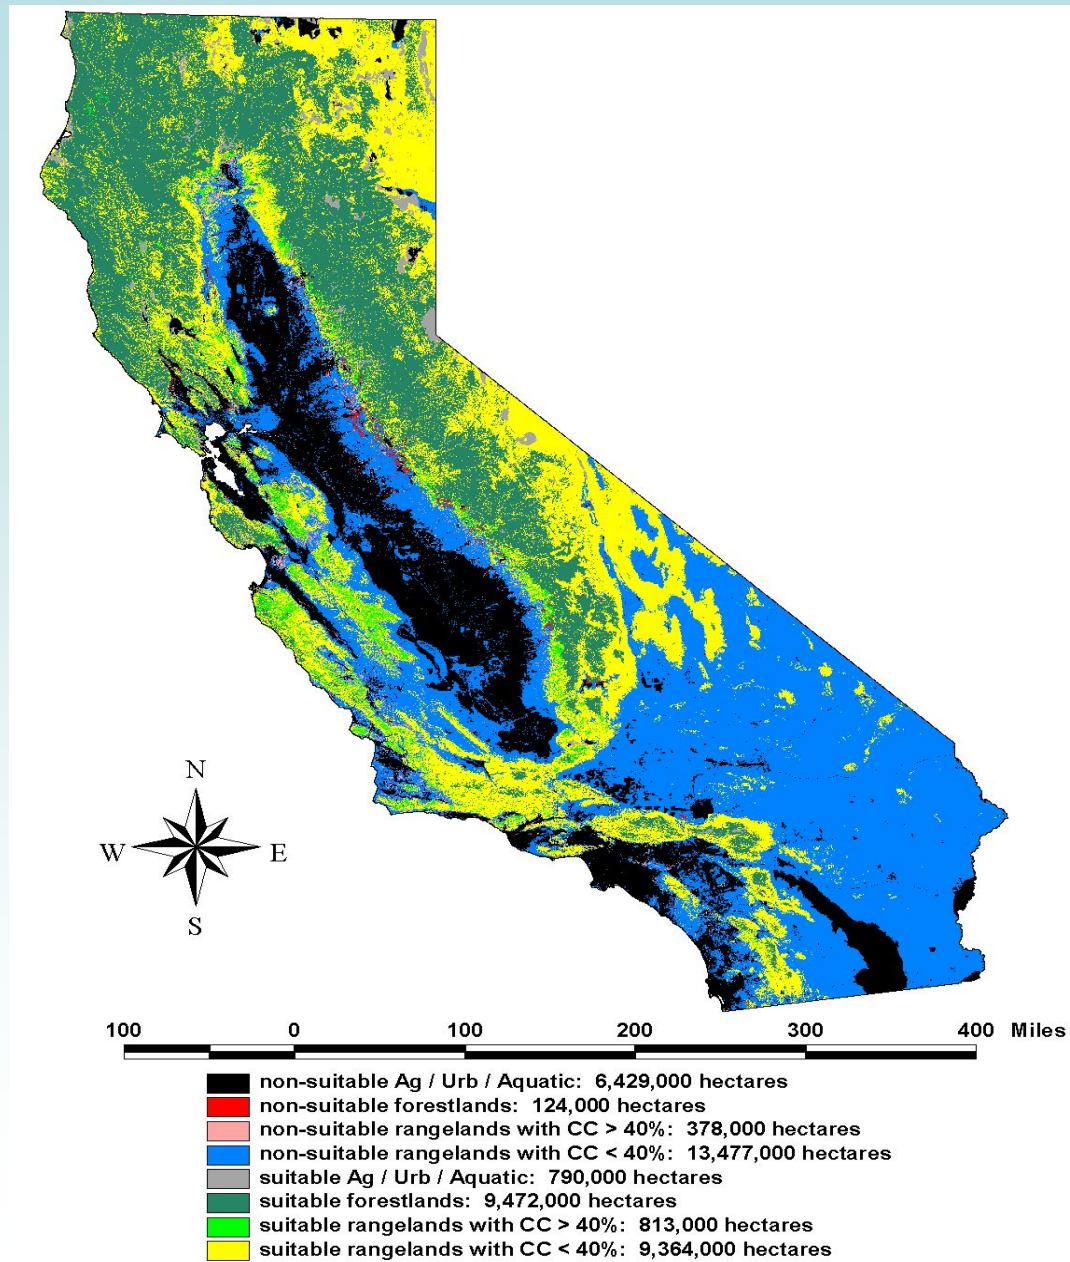 N
W E
S
100 0 100 200 300 400 Miles
non-suitable Ag / Urb / Aquatic: 6,429,000 hectares
non-suitable forestlands: 124,000 hectares
non-suitable rangelands with CC > 40%: 378,000 hectares
non-suitable rangelands with CC < 40%: 13,477,000 hectares
suitable Ag / Urb / Aquatic: 790,000 hectares
suitable forestlands: 9,472,000 hectares
suitable rangelands with CC > 40%: 813,000 hectares
suitable rangelands with CC < 40%: 9,364,000 hectares